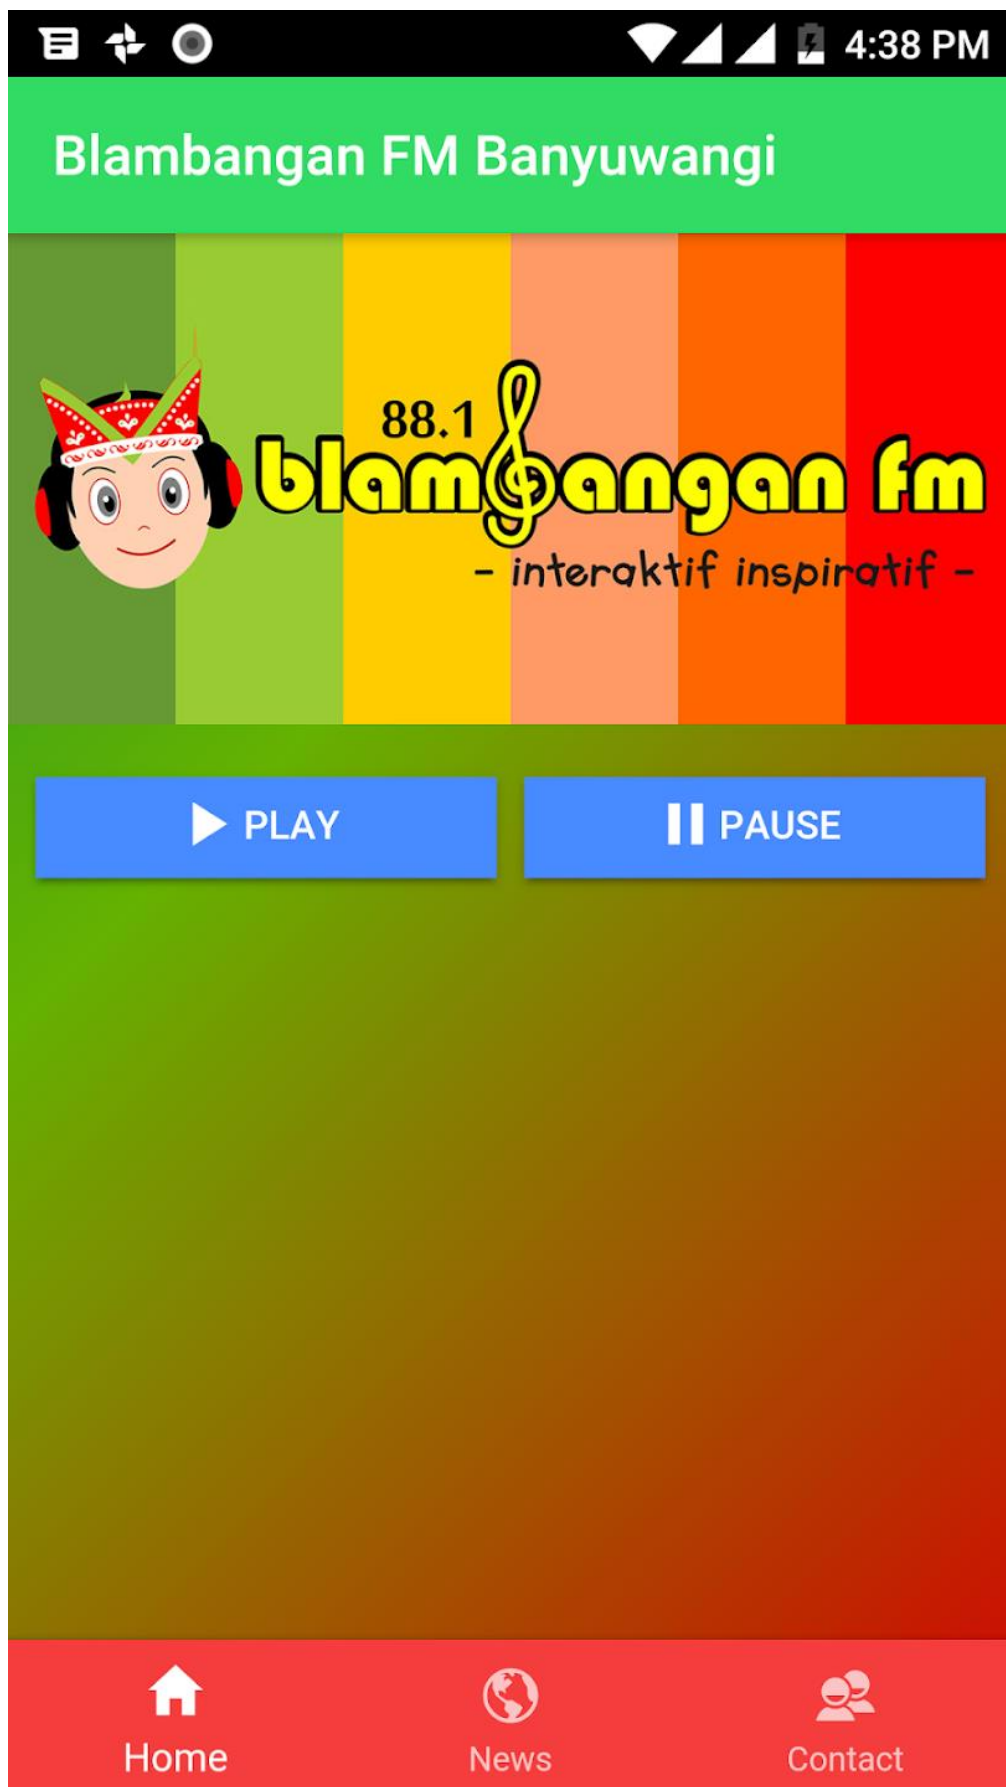 4:38 PM
Blambangan FM Banyuwangi
88.1
blambangan fm
- interaktif inspiratif -
PLAY
PAUSE
Home
News
Contact